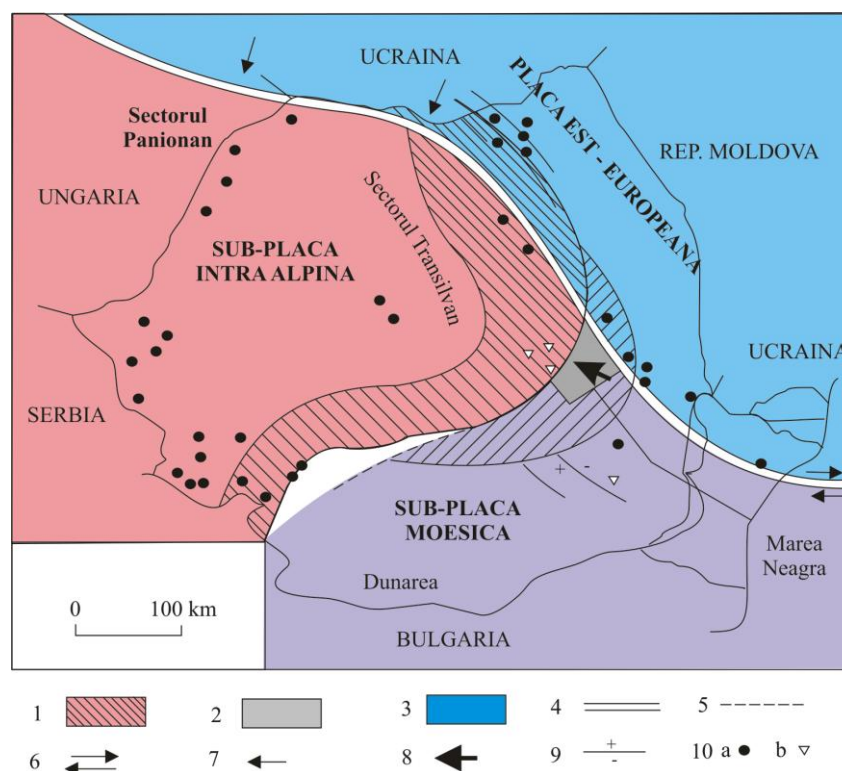 UCRAINA
PLACA EST - EUROPEANA
Sectorul
Panionan
REP. MOLDOVA
UNGARIA
Sectorul Transilvan
SUB-PLACA
INTRA ALPINA
UCRAINA
SERBIA
+ -
SUB-PLACA
MOESICA
Marea
Neagra
Dunarea
0 100 km
BULGARIA
1 2 3 4 5
6 7 8 9 + - 10 a b